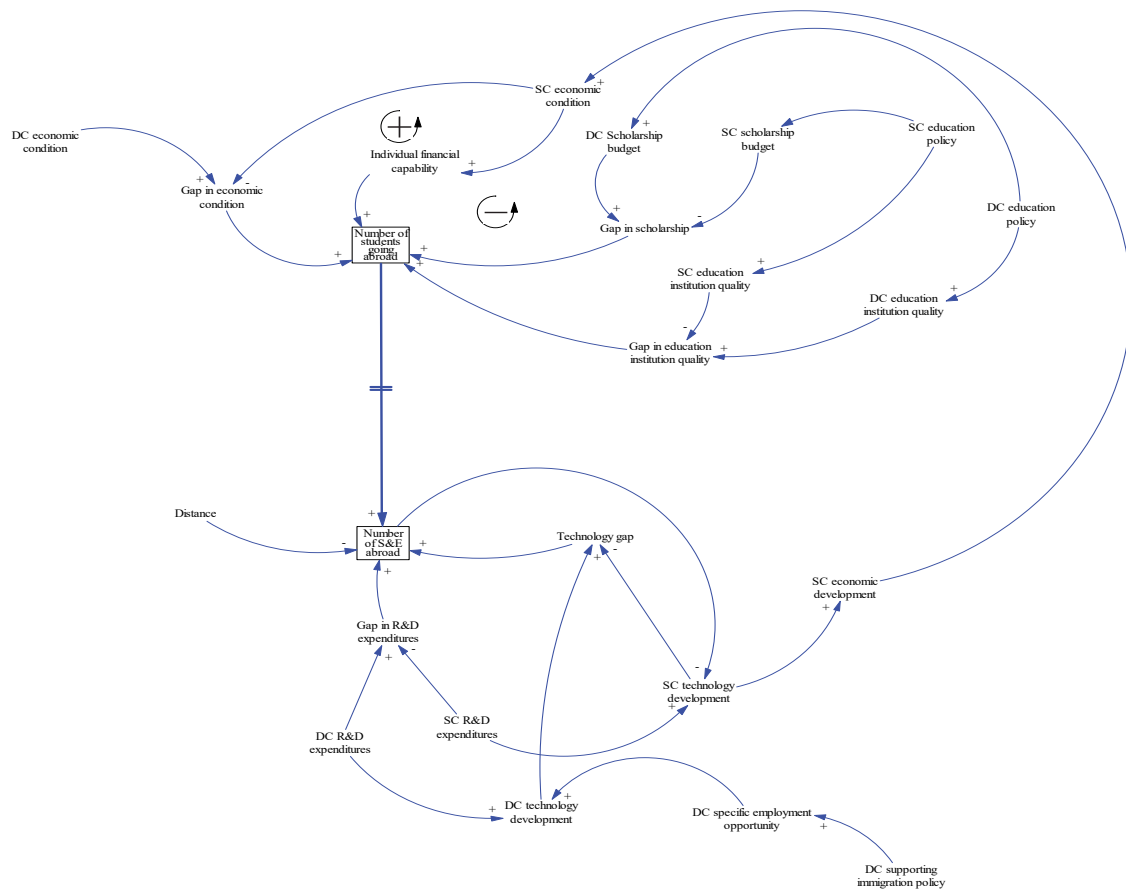 SC economic
condition
DC economic
condition
DC Scholarship
budget
SC scholarship
budget
SC education
policy
Individual financial
capability
Gap in economic
condition
DC education
policy
Number of
students
going
abroad
Gap in scholarship
SC education
institution quality
DC education
institution quality
Gap in education
institution quality
Distance
Number
of S&E
abroad
Technology gap
SC economic
development
Gap in R&D
expenditures
SC technology
development
SC R&D
expenditures
DC R&D
expenditures
DC technology
development
DC specific employment
opportunity
DC supporting
immigration policy